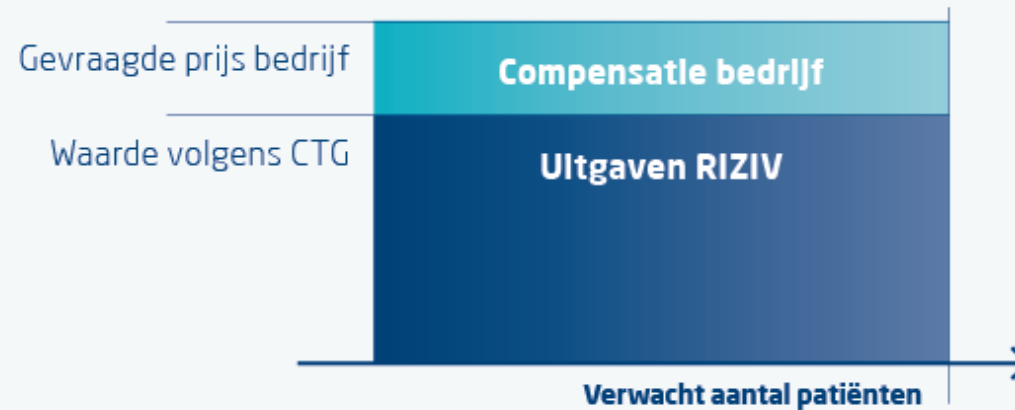 Gevraagde prijs bedrijf
Compensatie bedrijf
Waarde volgens CTG
Uitgaven RIZIV
Verwacht aantal patiënten